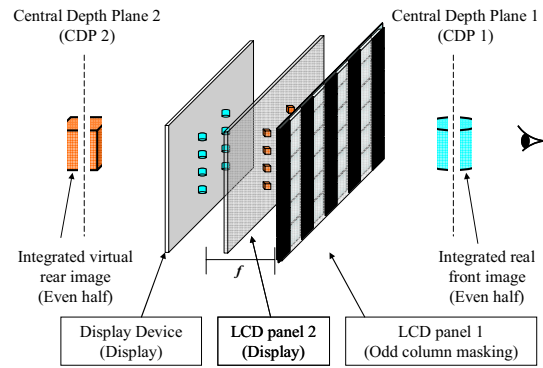 Central Depth Plane 2
(CDP 2)
Central Depth Plane 1
(CDP 1)
Integrated virtual
rear image
(Even half)
f
Integrated real
front image
(Even half)
Display Device
(Display)
LCD panel 2
(Display)
LCD panel 1
(Odd column masking)